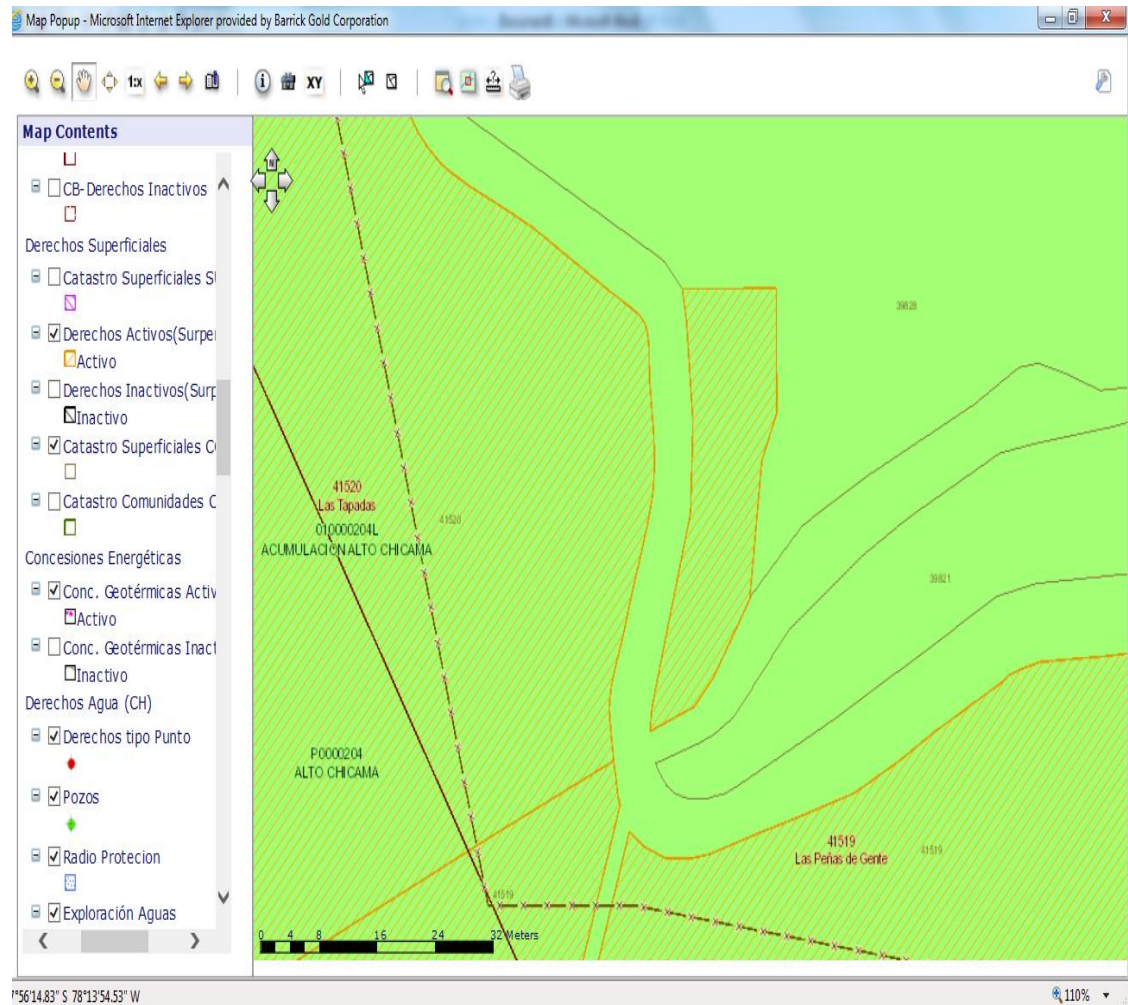 Map Popup - Microsoft Internet Explorer provided by Barrick Gold Corporation
1:x
i
XY
Map Contents
CB-Derechos Inactivos
Derechos Superficiales
Catastro Superficiales
Derechos Activos(Surper
Activo
Derechos Inactivos(Surp
Inactivo
Catastro Superficiales
Catastro Comunidades C
Concesiones Energéticas
Conc. Geotérmicas Activ
Activo
Conc. Geotérmicas Inact
Inactivo
Derechos Agua (CH)
Derechos tipo Punto
Pozos
Radio Protecion
Exploración Aguas
N
39828
41520
Las Tapadas
41520
010000204L
ACUMULACION ALTO CHICAMA
39821
P0000204
ALTO CHICAMA
41519
Las Peñas de Gente
41519
41519
0 4 8 16 24 32 Meters
°56'14.83" S 78°13'54.53" W
110%